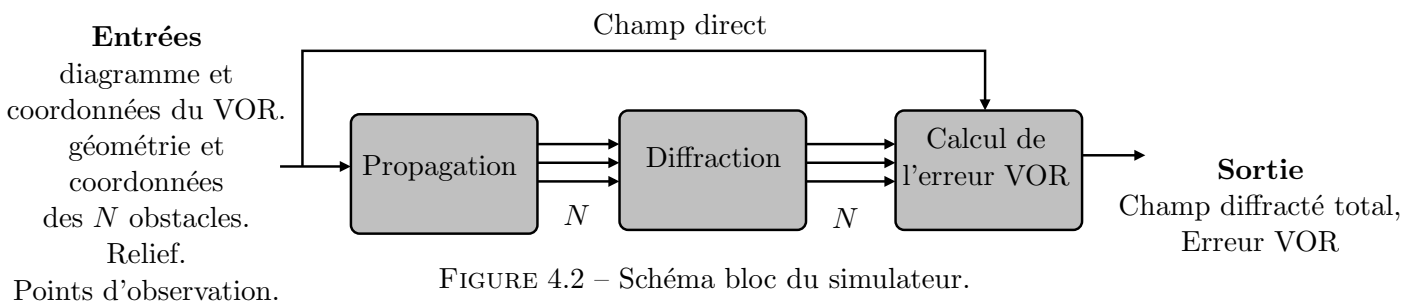 Entrées
diagramme et
coordonnées du VOR.
géométrie et
coordonnées
des N obstacles.
Relief.
Points d'observation.
Champ direct
Propagation
N
Diffraction
N
Calcul de
l'erreur VOR
Sortie
Champ diffracté total,
Erreur VOR
FIGURE 4.2 – Schéma bloc du simulateur.